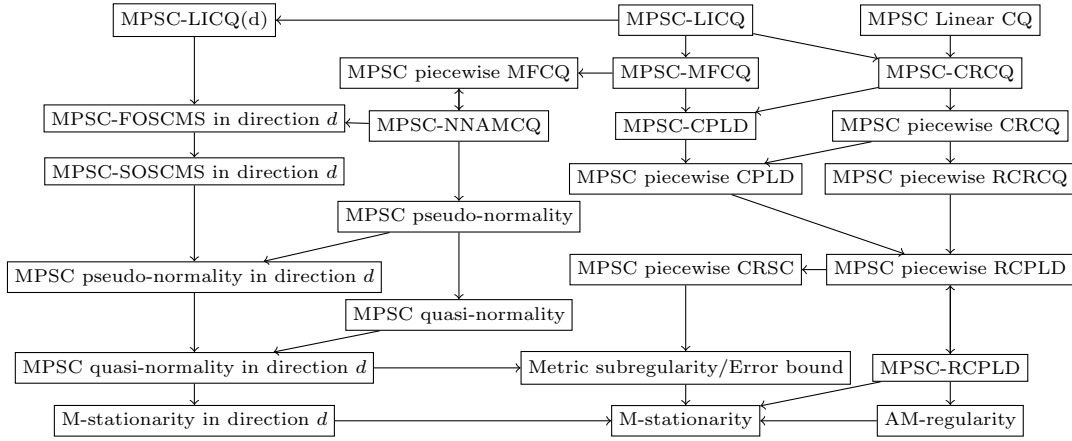 MPSC-LICQ(d)
MPSC-LICQ
MPSC Linear CQ
MPSC piecewise MFCQ
MPSC-MFCQ
MPSC-CRCQ
MPSC-FOSCMS in direction d
MPSC-NNAMCQ
MPSC-CPLD
MPSC piecewise CRCQ
MPSC-SOSCMS in direction d
MPSC piecewise CPLD
MPSC piecewise RCRCQ
MPSC pseudo-normality
MPSC pseudo-normality in direction d
MPSC piecewise CRSC
MPSC piecewise RCPLD
MPSC quasi-normality
MPSC quasi-normality in direction d
Metric subregularity/Error bound
MPSC-RCPLD
M-stationarity in direction d
M-stationarity
AM-regularity